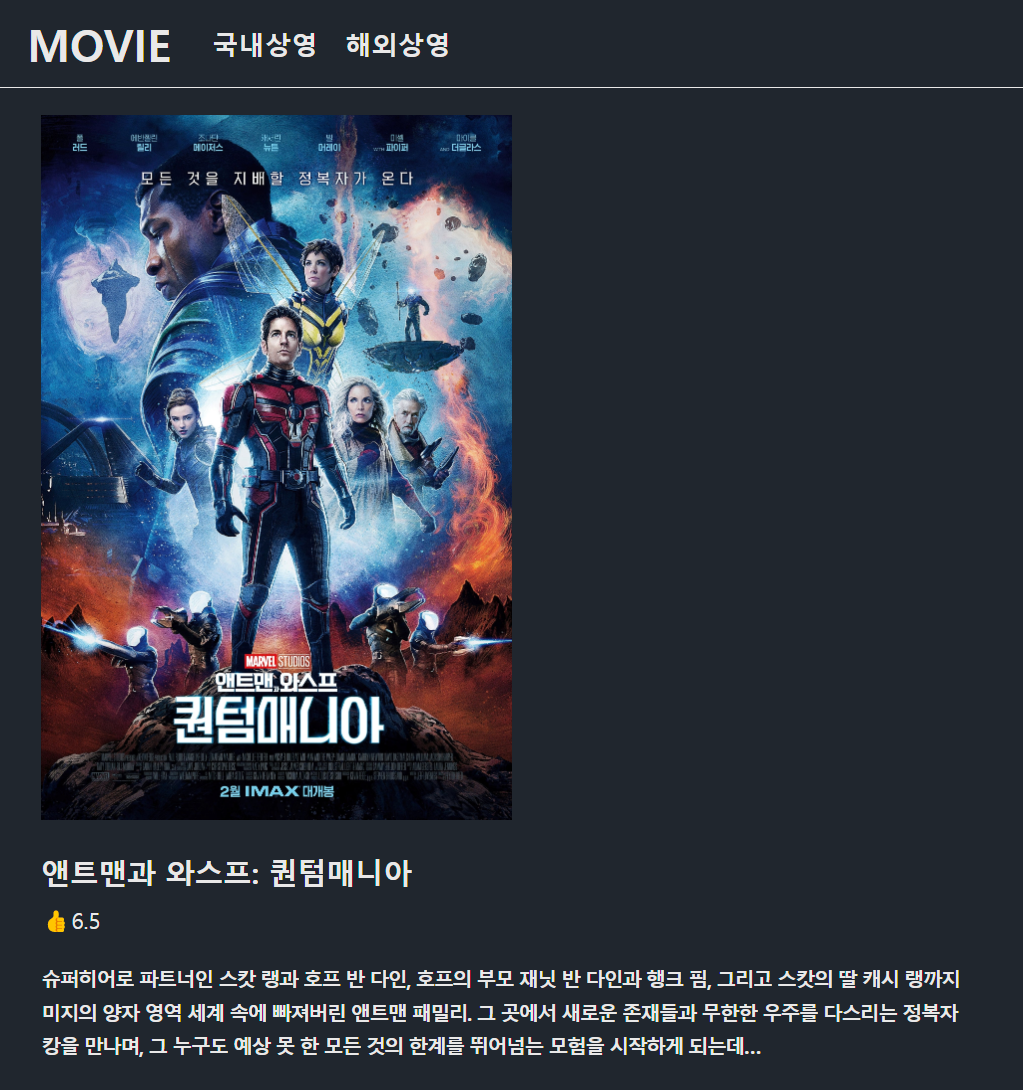 MOVIE 국내상영 해외상영
폴 에반젤린 조나단 캐서린 빌 미셸 마이클
러드 릴리 메이저스 뉴튼 머레이 WITH 파이퍼 AND 더글라스
모든 것을 지배할 정복자가 온다
MARVEL STUDIOS
앤트맨과 와스프
퀀텀매니아
2월 IMAX 대개봉
앤트맨과 와스프: 퀀텀매니아
👍 6.5
슈퍼히어로 파트너인 스캇 랭과 호프 반 다인, 호프의 부모 재닛 반 다인과 행크 핌, 그리고 스캇의 딸 캐시 랭까지
미지의 양자 영역 세계 속에 빠져버린 앤트맨 패밀리. 그 곳에서 새로운 존재들과 무한한 우주를 다스리는 정복자
캉을 만나며, 그 누구도 예상 못 한 모든 것의 한계를 뛰어넘는 모험을 시작하게 되는데…